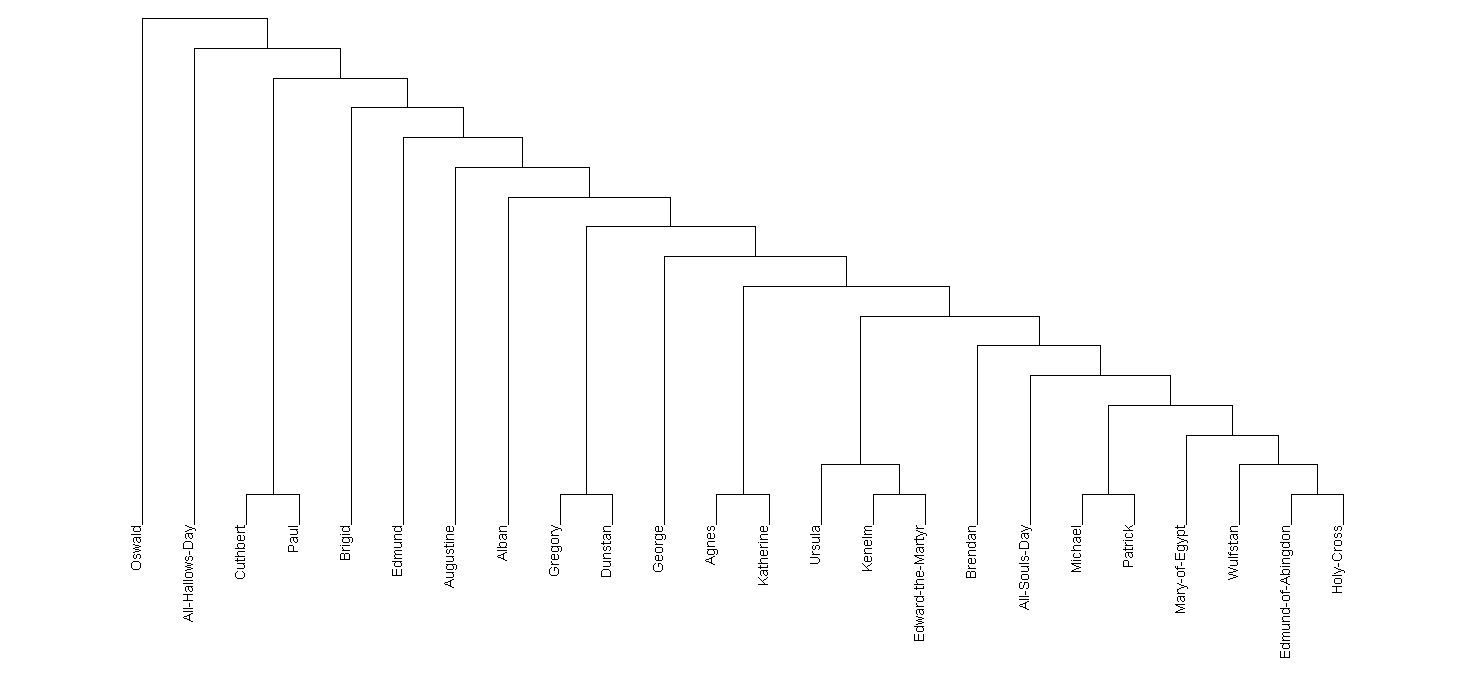 Oswald
All-Hallows-Day
Cuthbert
Paul
Brigid
Edmund
Augustine
Alban
Gregory
Dunstan
George
Agnes
Katherine
Ursula
Kenelm
Edward-the-Martyr
Brendan
All-Souls-Day
Michael
Patrick
Mary-of-Egypt
Wulfstan
Edmund-of-Abingdon
Holy-Cross